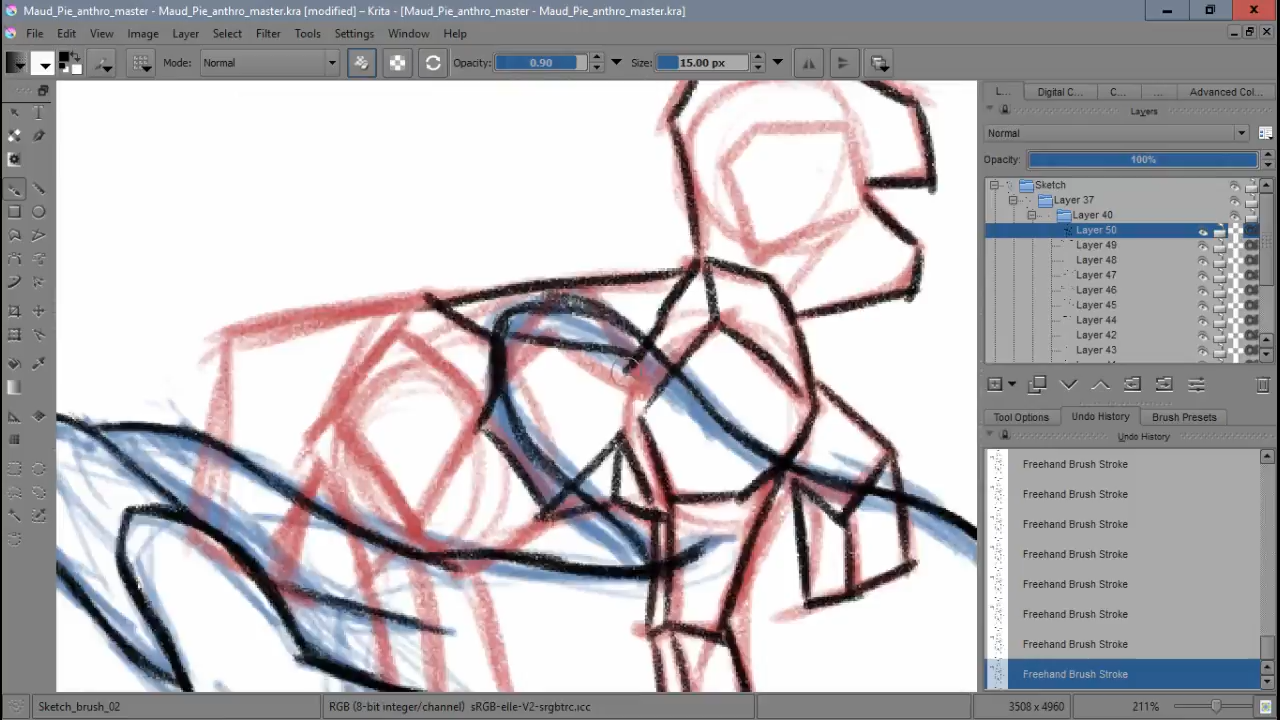 Maud_Pie_anthro_master - Maud_Pie_anthro_master.kra [modified] - Krita - [Maud_Pie_anthro_master - Maud_Pie_anthro_master.kra]
File Edit View Image Layer Select Filter Tools Settings Window Help
Mode: Normal Opacity: 0.90 Size: 15.00 px
L... Digital C... C... ... Advanced Col...
Layers
Normal
Opacity: 100%
Sketch
Layer 37
Layer 40
Layer 50
Layer 49
Layer 48
Layer 47
Layer 46
Layer 45
Layer 44
Layer 42
Layer 43
Tool Options Undo History Brush Presets
Undo History
Freehand Brush Stroke
Freehand Brush Stroke
Freehand Brush Stroke
Freehand Brush Stroke
Freehand Brush Stroke
Freehand Brush Stroke
Freehand Brush Stroke
Freehand Brush Stroke
Sketch_brush_02 RGB (8-bit integer/channel) sRGB-elle-V2-srgbtrc.icc 3508 x 4960 211%